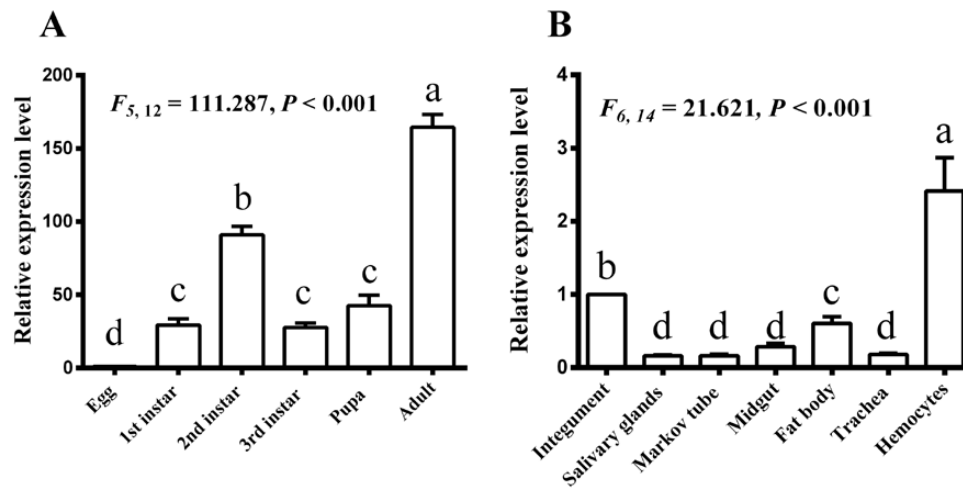 A
Relative expression level
200
150
100
50
0
F5, 12 = 111.287, P < 0.001
d
c
b
c
c
a
Egg
1st instar
2nd instar
3rd instar
Pupa
Adult
B
Relative expression level
4
3
2
1
0
F6, 14 = 21.621, P < 0.001
b
d
d
d
c
d
a
Integument
Salivary glands
Markov tube
Midgut
Fat body
Trachea
Hemocytes